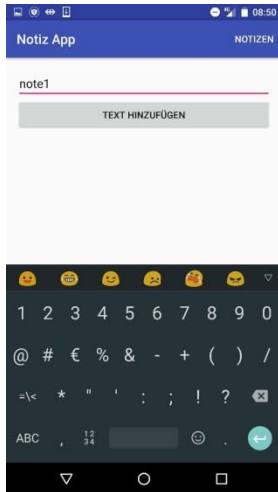 08:50
Notiz App NOTIZEN
note1
TEXT HINZUFÜGEN
1 2 3 4 5 6 7 8 9 0
@ # € % & - + ( ) /
=\< * " ' : ; ! ?
ABC , 12 34 .